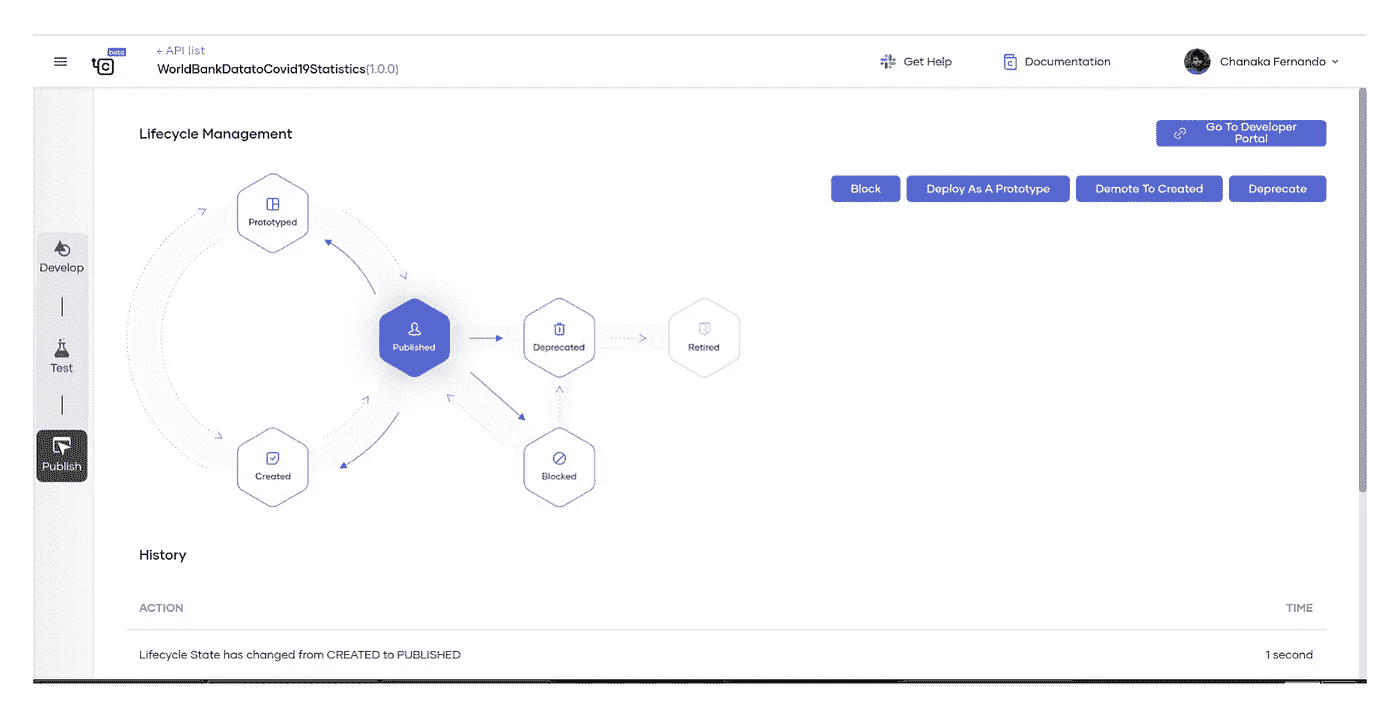 beta
← API list
WorldBankDatatoCovid19Statistics(1.0.0)
Get Help
Documentation
Chanaka Fernando
Lifecycle Management
Go To Developer
Portal
Block
Deploy As A Prototype
Demote To Created
Deprecate
Prototyped
Develop
Published
Deprecated
Retired
Test
Publish
Created
Blocked
History
ACTION
TIME
Lifecycle State has changed from CREATED to PUBLISHED
1 second